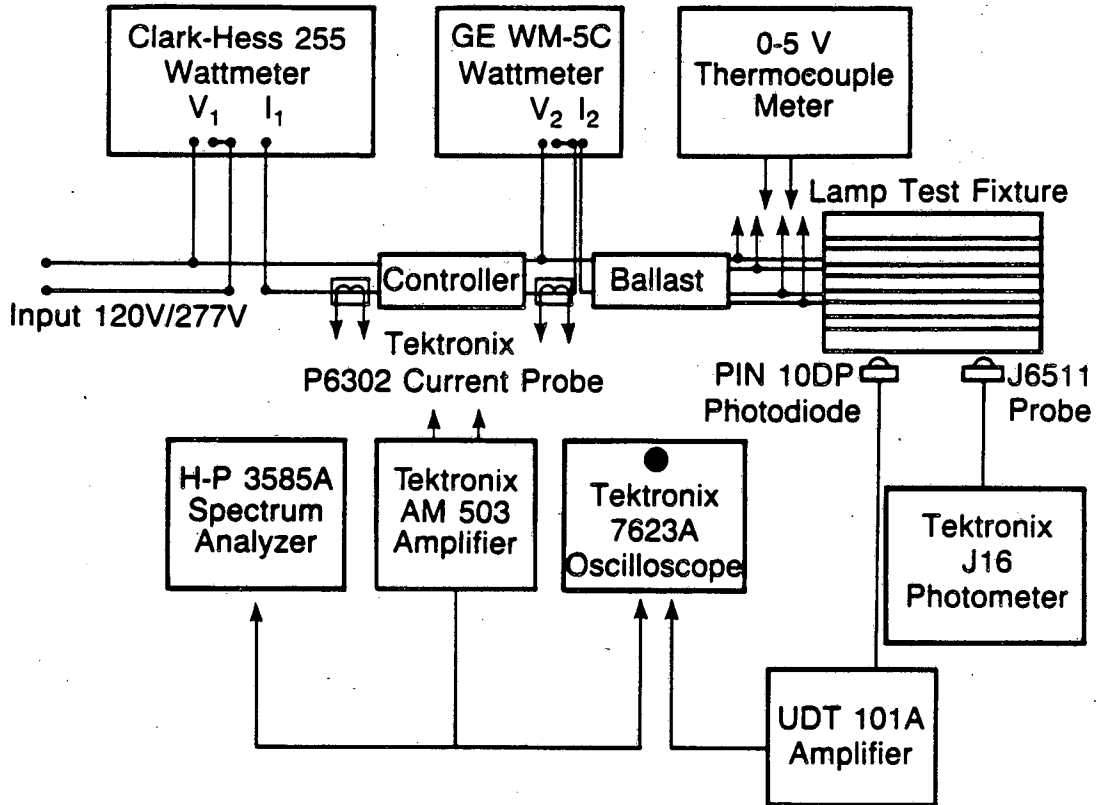 Clark-Hess 255
Wattmeter
V₁ I₁
GE WM-5C
Wattmeter
V₂ I₂
0-5 V
Thermocouple
Meter
Lamp Test Fixture
Controller
Ballast
Input 120V/277V
Tektronix
P6302 Current Probe
PIN 10DP
Photodiode
J6511
Probe
H-P 3585A
Spectrum
Analyzer
Tektronix
AM 503
Amplifier
Tektronix
7623A
Oscilloscope
Tektronix
J16
Photometer
UDT 101A
Amplifier